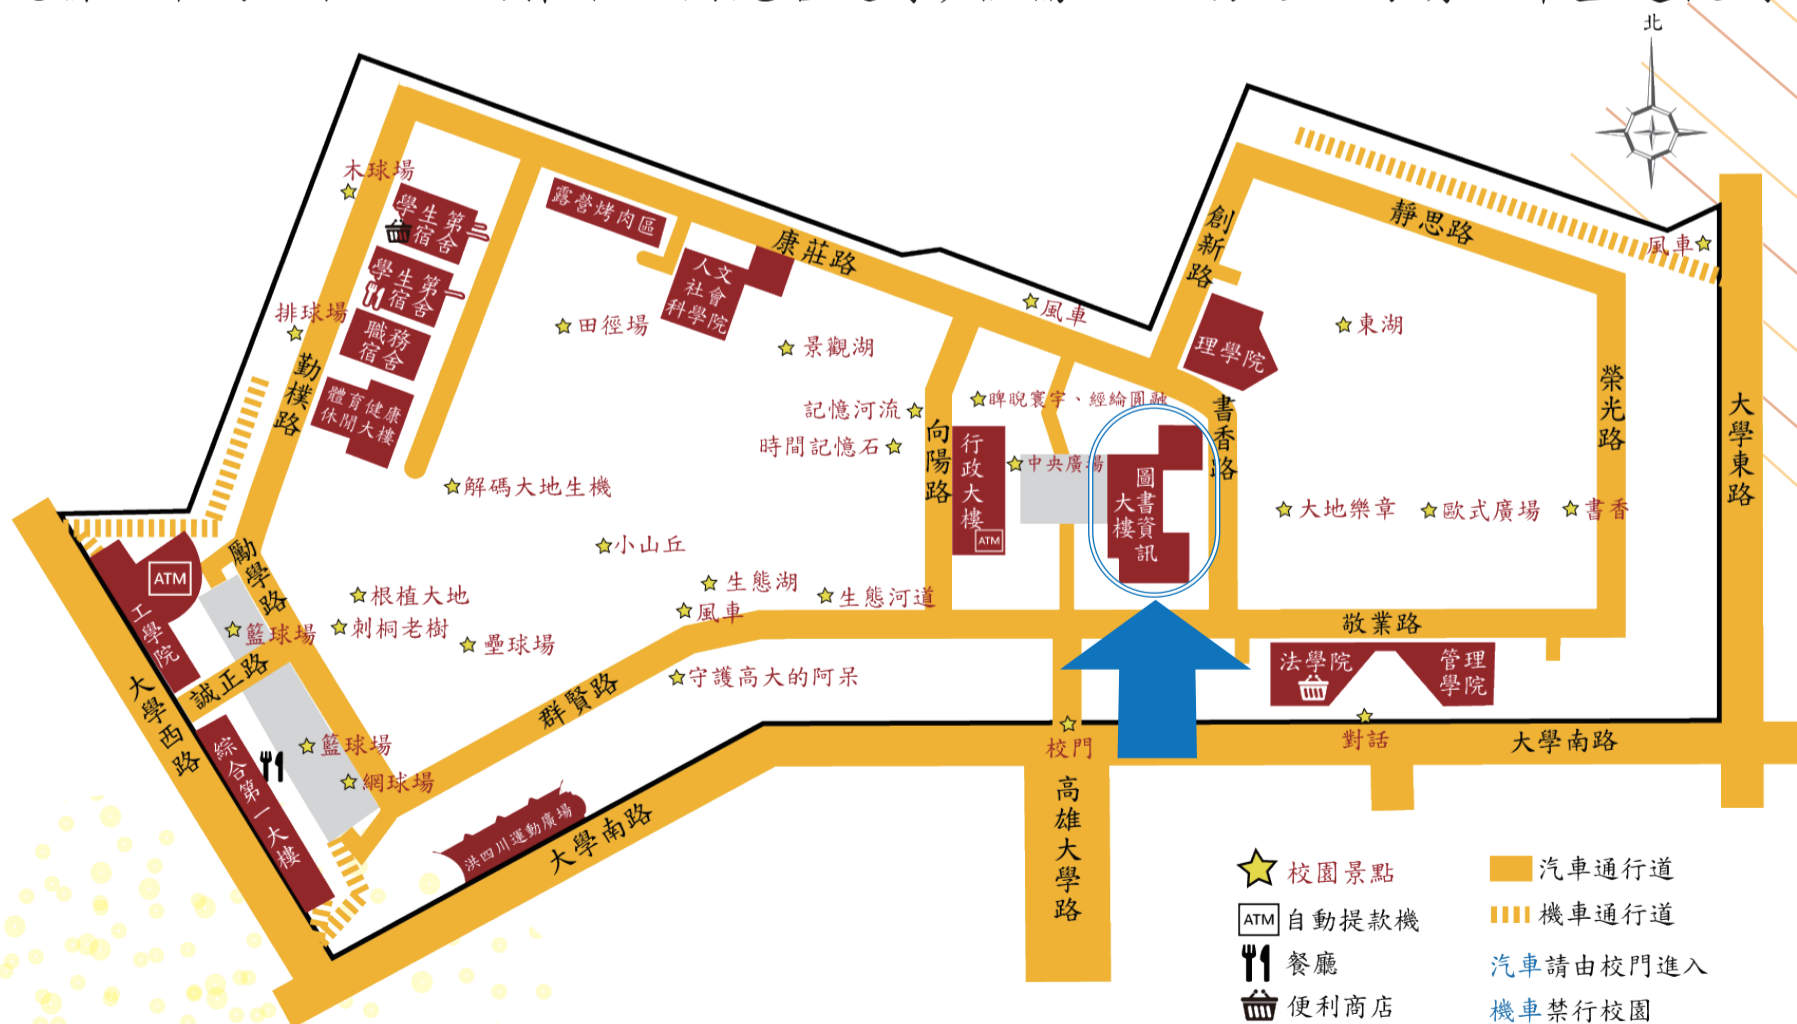 北
木球場
學生第二宿舍
學生第一宿舍
排球場
職務宿舍
勤樸路
體育健康休閒大樓
露營烤肉區
人文社會科學院
康莊路
田徑場
景觀湖
風車
創新路
靜思路
風車
理學院
東湖
榮光路
大學東路
記憶河流
時間記憶石
向陽路
睥睨寰宇、經綸圓融
行政大樓
ATM
中央廣場
圖書資訊大樓
書香路
大地樂章
歐式廣場
書香
解碼大地生機
小山丘
生態湖
風車
生態河道
勵學路
根植大地
刺桐老樹
壘球場
ATM
工學院
籃球場
誠正路
大學西路
守護高大的阿呆
群賢路
敬業路
法學院
管理學院
校門
對話
大學南路
綜合第一大樓
籃球場
網球場
洪四川運動廣場
大學南路
高雄大學路
校園景點
汽車通行道
ATM
自動提款機
機車通行道
餐廳
汽車請由校門進入
便利商店
機車禁行校園